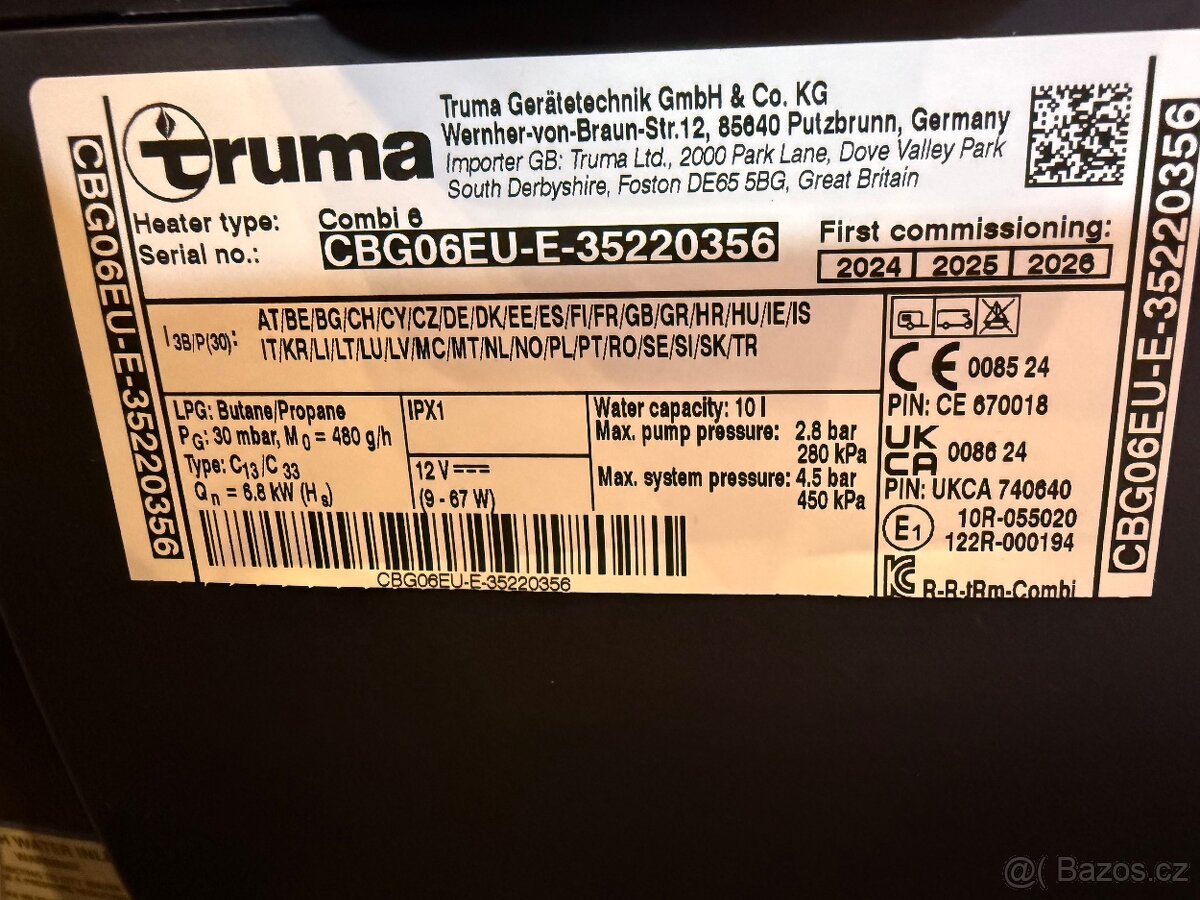 truma
Truma Gerätetechnik GmbH & Co. KG
Wernher-von-Braun-Str.12, 85640 Putzbrunn, Germany
Importer GB: Truma Ltd., 2000 Park Lane, Dove Valley Park
South Derbyshire, Foston DE65 5BG, Great Britain
Heater type: Combi 6
Serial no.: CBG06EU-E-35220356
First commissioning:
2024 2025 2026
CBG06EU-E-35220356
I 3B/P(30): AT/BE/BG/CH/CY/CZ/DE/DK/EE/ES/FI/FR/GB/GR/HR/HU/IE/IS
IT/KR/LI/LT/LU/LV/MC/MT/NL/NO/PL/PT/RO/SE/SI/SK/TR
LPG: Butane/Propane
PG: 30 mbar, M0 = 480 g/h
Type: C13/C33
Qn = 6.8 kW (Hs)
IPX1
12 V
(9 - 67 W)
Water capacity: 10 l
Max. pump pressure: 2.8 bar
280 kPa
Max. system pressure: 4.5 bar
450 kPa
CE 0085 24
PIN: CE 670018
UK
CA 0086 24
PIN: UKCA 740640
E1 10R-055020
122R-000194
KC R-R-tRm-Combi
CBG06EU-E-35220356
CBG06EU-E-35220356
WATER INL
@( Bazos.cz